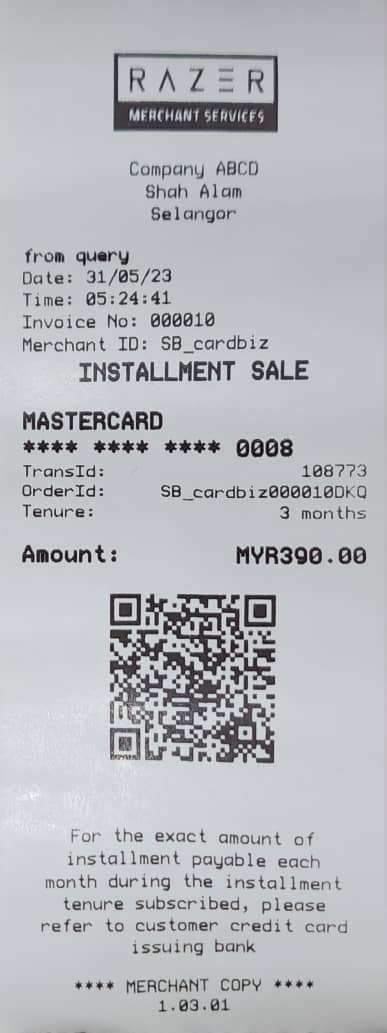 RAZER
MERCHANT SERVICES
Company ABCD
Shah Alam
Selangor
from query
Date: 31/05/23
Time: 05:24:41
Invoice No: 000010
Merchant ID: SB_cardbiz
INSTALLMENT SALE
MASTERCARD
**** **** **** 0008
TransId: 108773
OrderId: SB_cardbiz000010DKQ
Tenure: 3 months
Amount: MYR390.00
For the exact amount of
installment payable each
month during the installment
tenure subscribed, please
refer to customer credit card
issuing bank
**** MERCHANT COPY ****
1.03.01